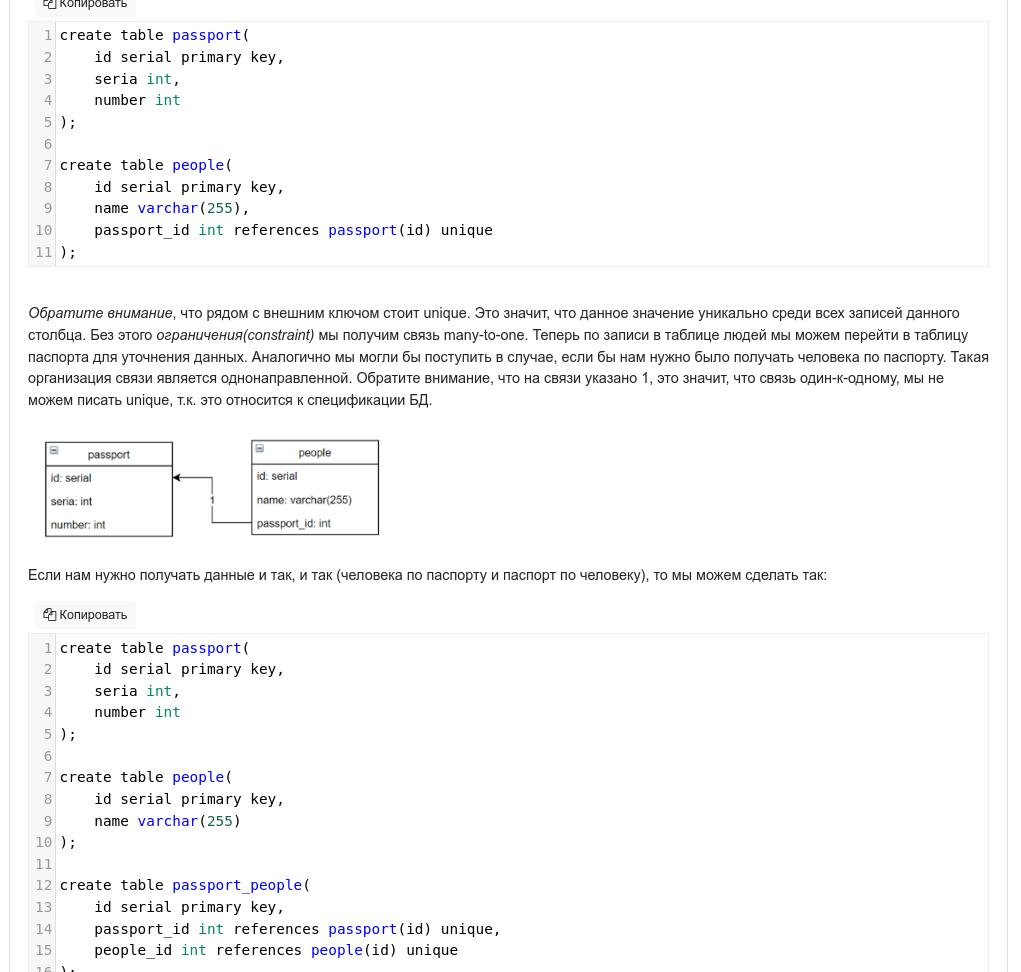 Копировать
1 create table passport(
2     id serial primary key,
3     seria int,
4     number int
5 );
6
7 create table people(
8     id serial primary key,
9     name varchar(255),
10     passport_id int references passport(id) unique
11 );
Обратите внимание, что рядом с внешним ключом стоит unique. Это значит, что данное значение уникально среди всех записей данного
столбца. Без этого ограничения(constraint) мы получим связь many-to-one. Теперь по записи в таблице людей мы можем перейти в таблицу
паспорта для уточнения данных. Аналогично мы могли бы поступить в случае, если бы нам нужно было получать человека по паспорту. Такая
организация связи является однонаправленной. Обратите внимание, что на связи указано 1, это значит, что связь один-к-одному, мы не
можем писать unique, т.к. это относится к спецификации БД.
passport
id: serial
seria: int
number: int
1
people
id: serial
name: varchar(255)
passport_id: int
Если нам нужно получать данные и так, и так (человека по паспорту и паспорт по человеку), то мы можем сделать так:
Копировать
1 create table passport(
2     id serial primary key,
3     seria int,
4     number int
5 );
6
7 create table people(
8     id serial primary key,
9     name varchar(255)
10 );
11
12 create table passport_people(
13     id serial primary key,
14     passport_id int references passport(id) unique,
15     people_id int references people(id) unique
16 );